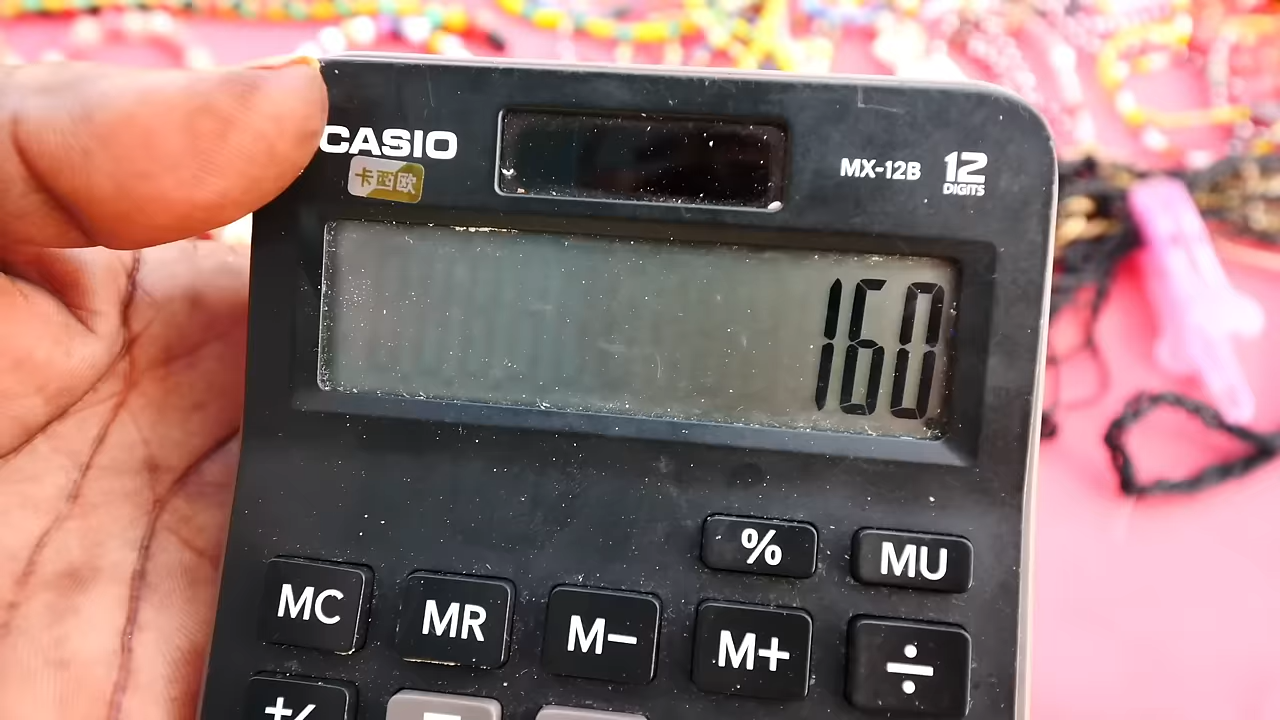 CASIO
卡西欧
MX-12B
12
DIGITS
160
%
MU
MC
MR
M−
M+
÷